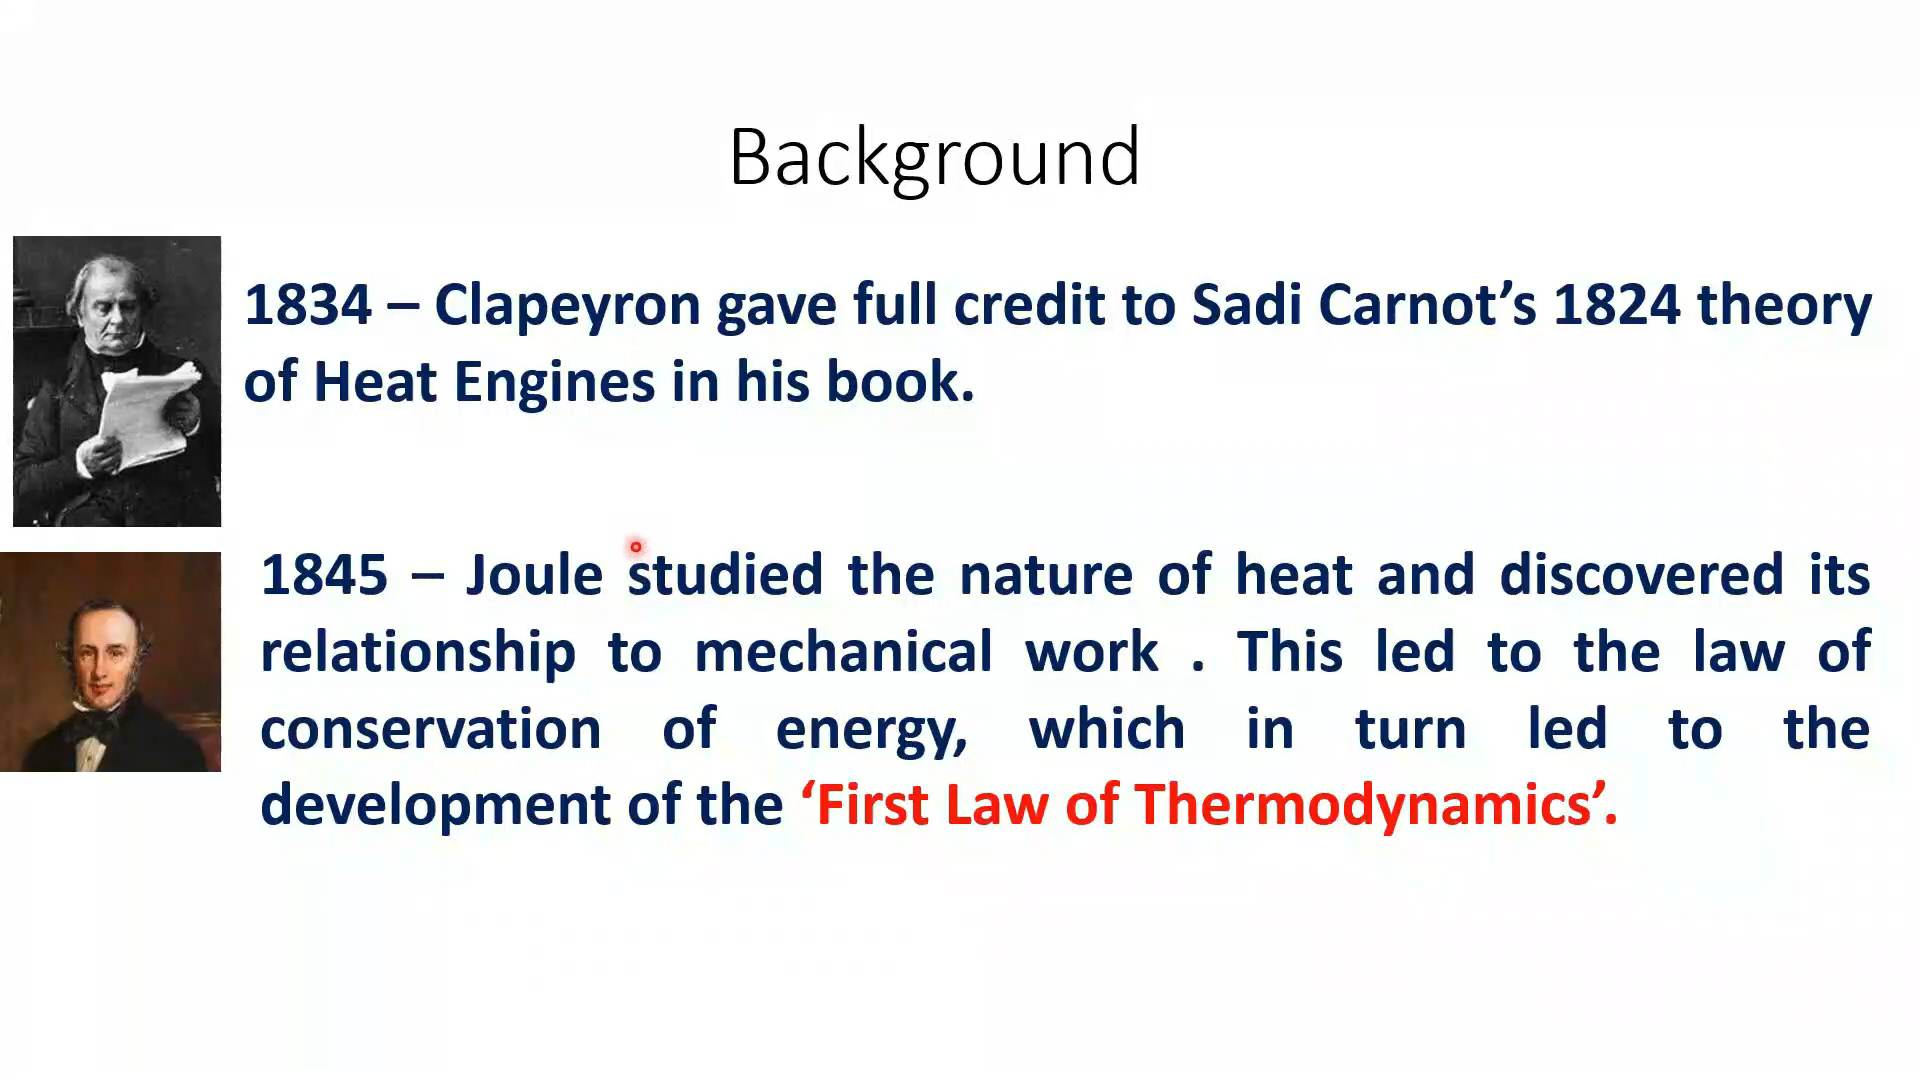 Background
1834 – Clapeyron gave full credit to Sadi Carnot’s 1824 theory
of Heat Engines in his book.
1845 – Joule studied the nature of heat and discovered its
relationship to mechanical work . This led to the law of
conservation of energy, which in turn led to the
development of the ‘First Law of Thermodynamics’.